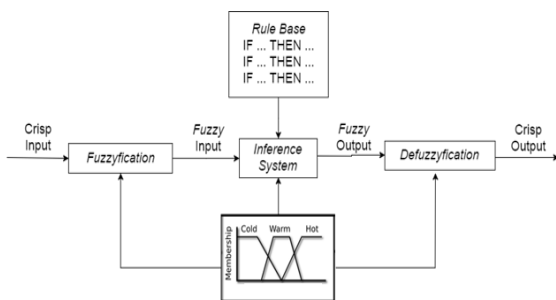 Rule Base
IF ... THEN ...
IF ... THEN ...
IF ... THEN ...
Crisp
Input
Fuzzyfication
Fuzzy
Input
Inference
System
Fuzzy
Output
Defuzzyfication
Crisp
Output
Membership
Cold Warm Hot